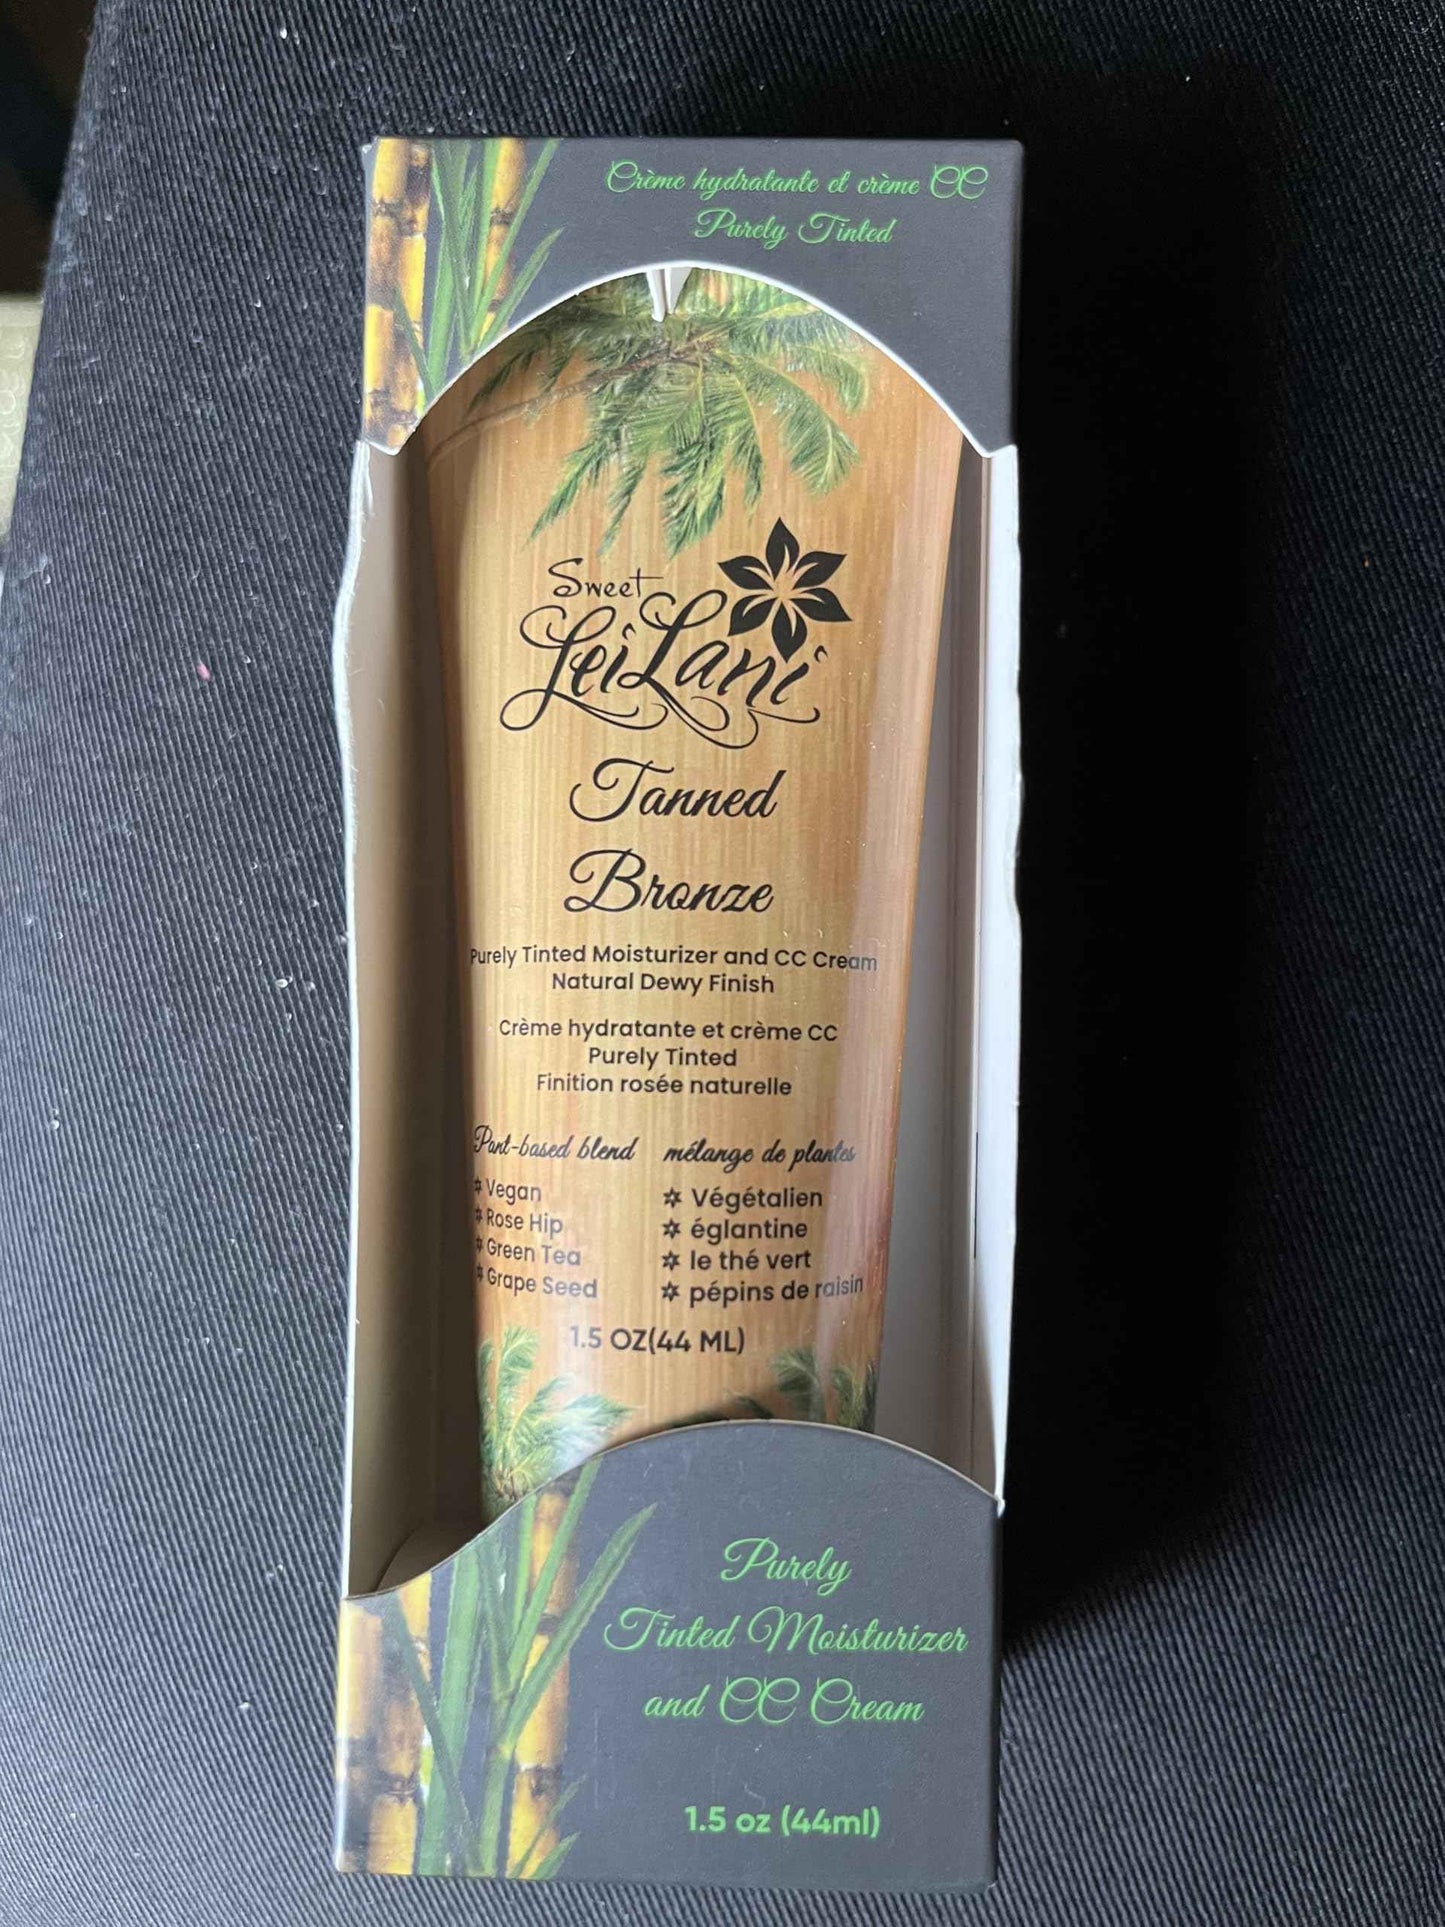 Crème hydratante et crème CC
Purely Tinted
Sweet
LeiLani
Tanned
Bronze
Purely Tinted Moisturizer and CC Cream
Natural Dewy Finish
Crème hydratante et crème CC
Purely Tinted
Finition rosée naturelle
Pant-based blend
Vegan
Rose Hip
Green Tea
Grape Seed
mélange de plantes
Végétalien
églantine
le thé vert
pépins de raisin
1.5 OZ(44 ML)
Purely
Tinted Moisturizer
and CC Cream
1.5 oz (44ml)